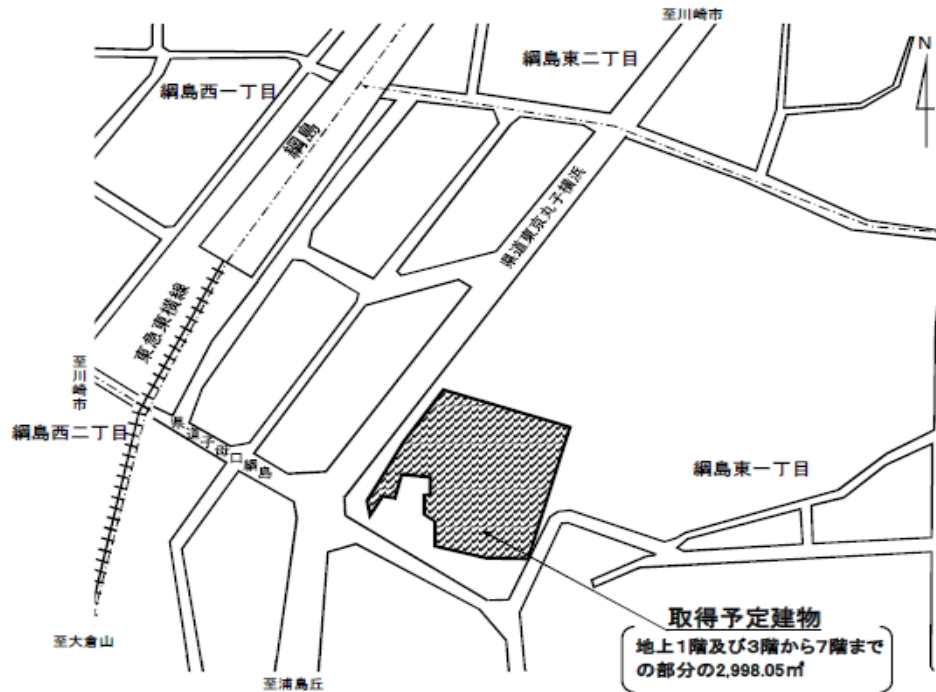 至川崎市
N
綱島東二丁目
綱島西一丁目
綱島
県道東京丸子横浜
東急東横線
至川崎市
綱島西二丁目
県道子母口綱島
綱島東一丁目
取得予定建物
地上1階及び3階から7階まで
の部分の2,998.05㎡
至大倉山
至浦島丘